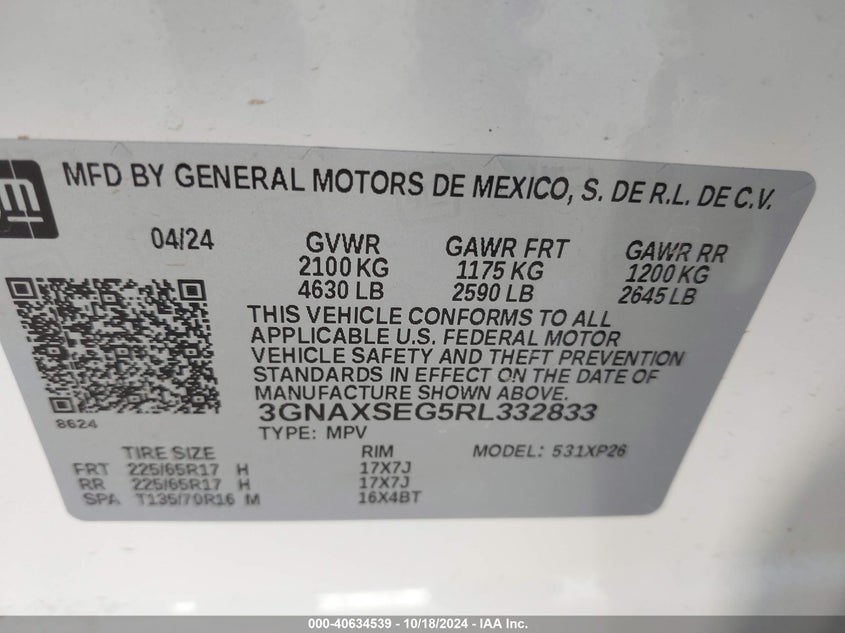 gm
MFD BY GENERAL MOTORS DE MEXICO, S. DE R.L. DE C.V.
04/24 GVWR GAWR FRT GAWR RR
2100 KG 1175 KG 1200 KG
4630 LB 2590 LB 2645 LB
THIS VEHICLE CONFORMS TO ALL
APPLICABLE U.S. FEDERAL MOTOR
VEHICLE SAFETY AND THEFT PREVENTION
STANDARDS IN EFFECT ON THE DATE OF
MANUFACTURE SHOWN ABOVE.
3GNAXSEG5RL332833
8624
TYPE: MPV
TIRE SIZE RIM MODEL: 531XP26
FRT 225/65R17 H 17X7J
RR 225/65R17 H 17X7J
SPA T135/70R16 M 16X4BT
000-40634539 - 10/18/2024 - IAA Inc.